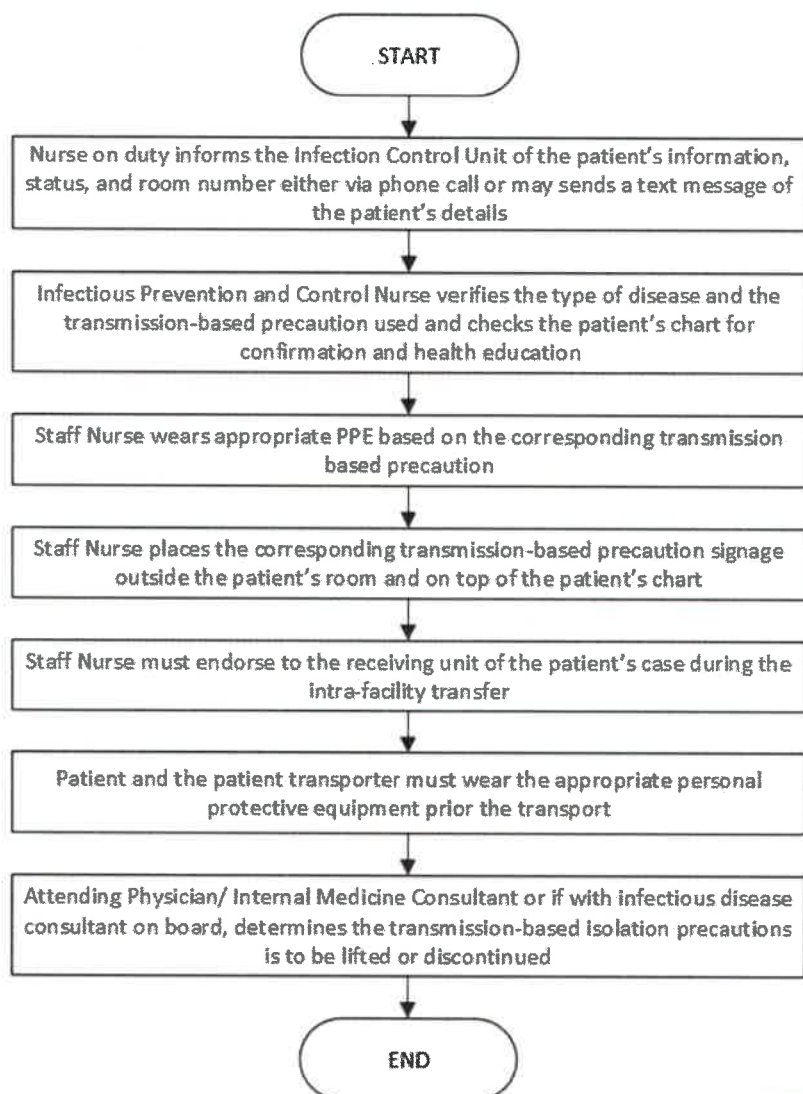 START
Nurse on duty informs the Infection Control Unit of the patient's information,
status, and room number either via phone call or may sends a text message of
the patient's details
Infectious Prevention and Control Nurse verifies the type of disease and the
transmission-based precaution used and checks the patient's chart for
confirmation and health education
Staff Nurse wears appropriate PPE based on the corresponding transmission
based precaution
Staff Nurse places the corresponding transmission-based precaution signage
outside the patient's room and on top of the patient's chart
Staff Nurse must endorse to the receiving unit of the patient's case during the
intra-facility transfer
Patient and the patient transporter must wear the appropriate personal
protective equipment prior the transport
Attending Physician/ Internal Medicine Consultant or if with infectious disease
consultant on board, determines the transmission-based isolation precautions
is to be lifted or discontinued
END